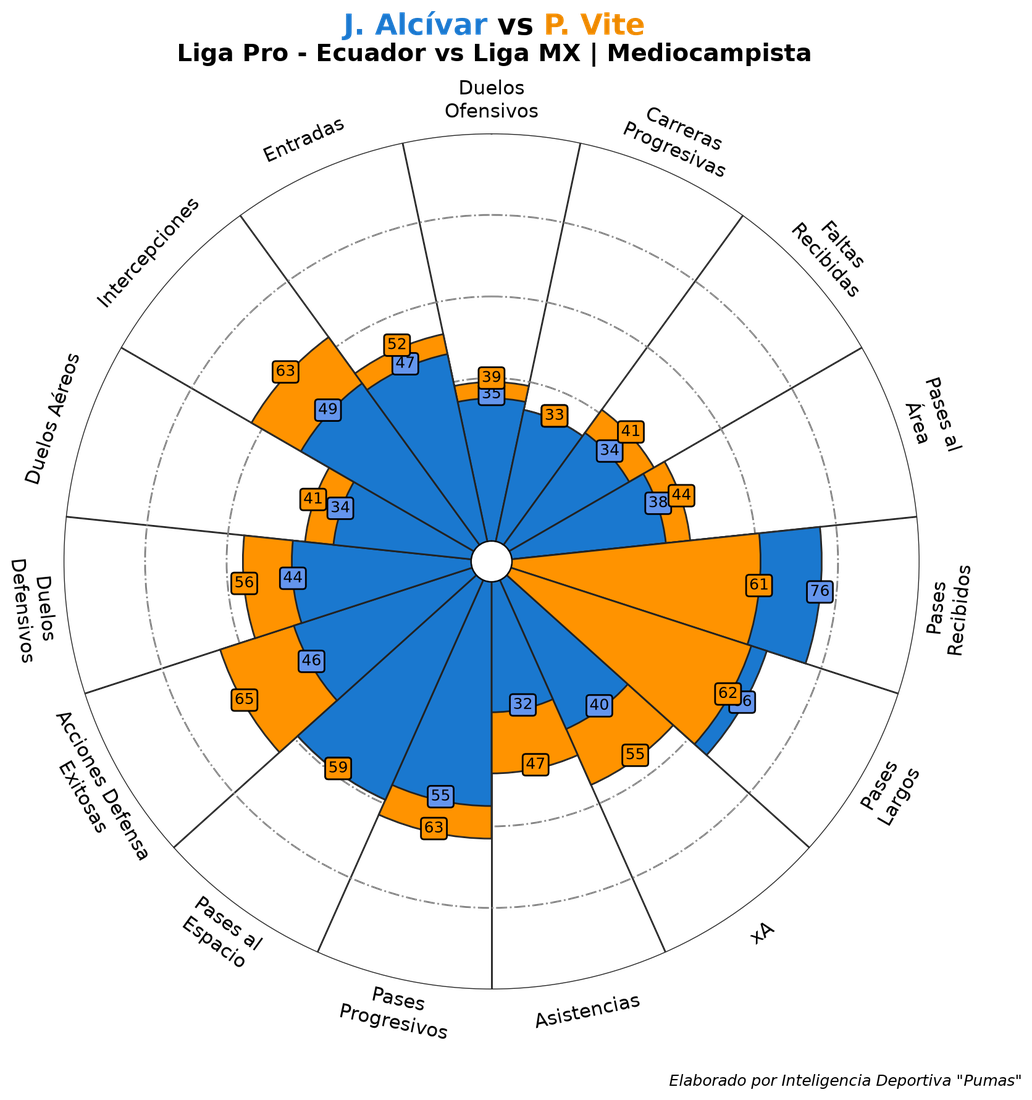 J. Alcívar vs P. Vite
Liga Pro - Ecuador vs Liga MX | Mediocampista
Duelos
Ofensivos
Carreras
Progresivas
Faltas
Recibidas
Pases al
Área
Pases
Recibidos
Pases
Largos
xA
Asistencias
Pases
Progresivos
Pases al
Espacio
Acciones Defensa
Exitosas
Duelos
Defensivos
Duelos Aéreos
Intercepciones
Entradas
39
35
33
41
34
44
38
61
76
62
55
40
47
32
63
55
59
65
46
56
44
41
34
63
49
52
47
Elaborado por Inteligencia Deportiva "Pumas"